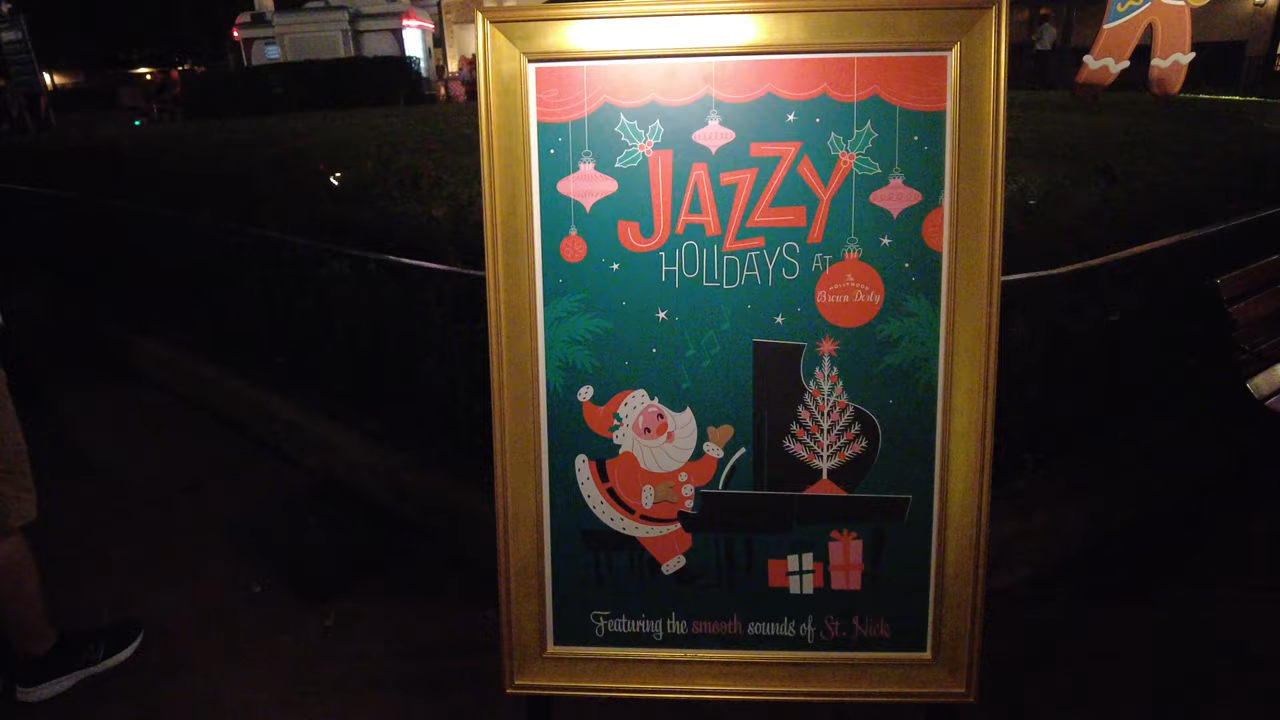 JAZZY
HOLIDAYS AT
The
HOLLYWOOD
Brown Derby
Featuring the smooth sounds of St. Nick